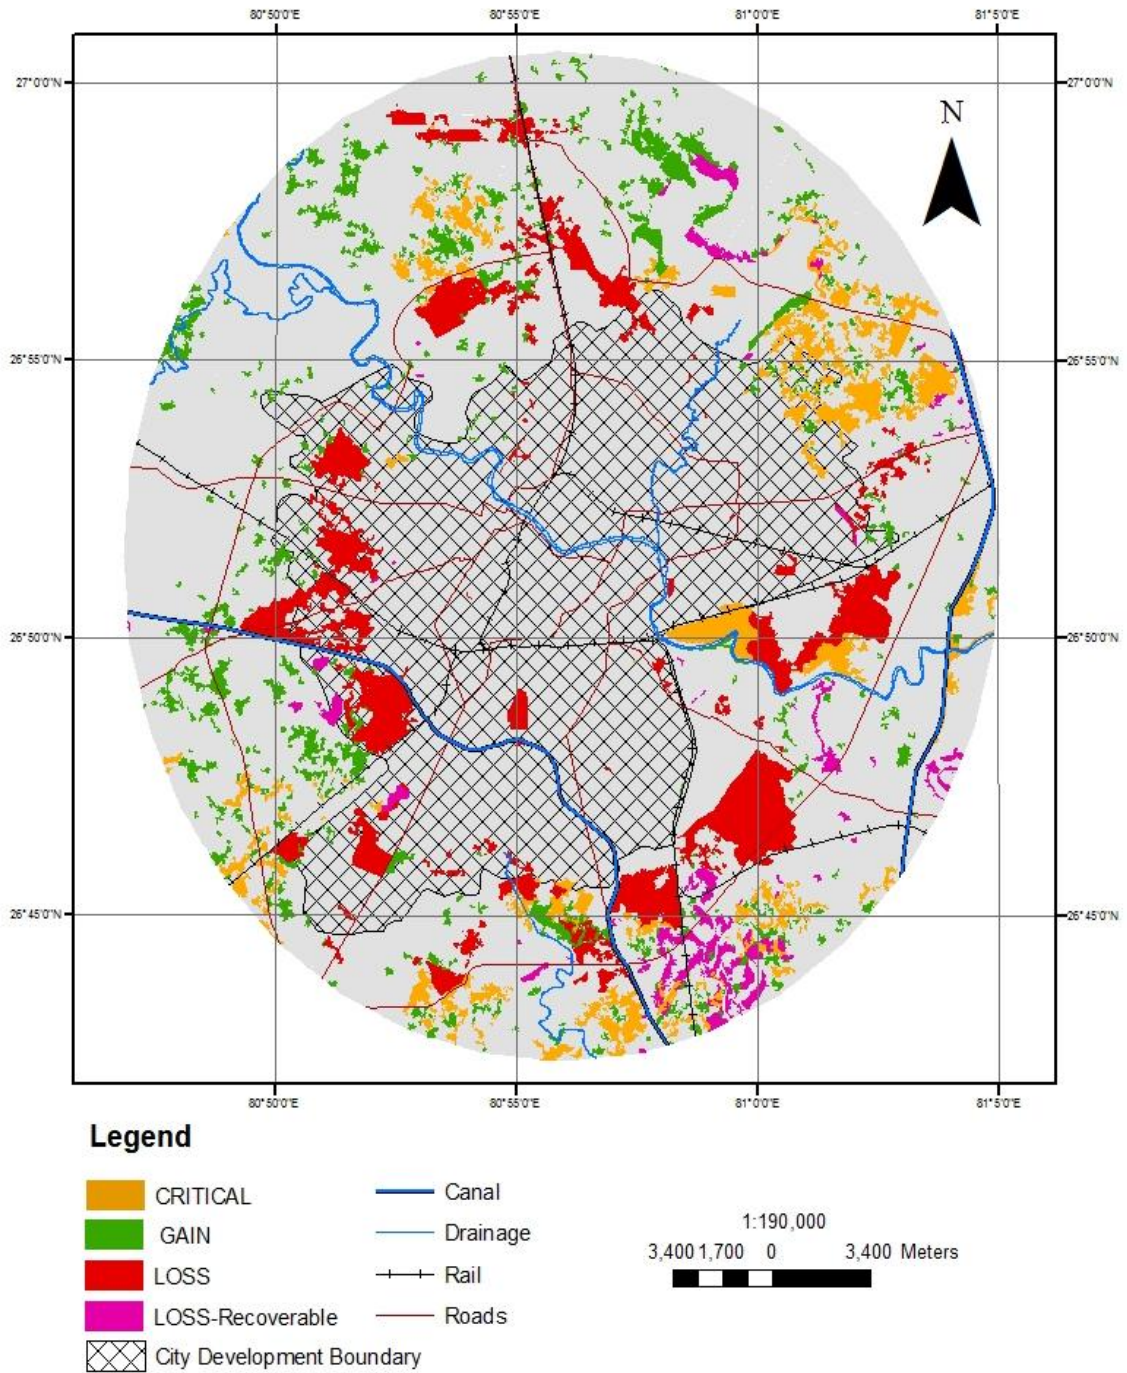 80°50'0"E 80°55'0"E 81°0'0"E 81°5'0"E
27°0'0"N 27°0'0"N
N
26°55'0"N 26°55'0"N
26°50'0"N 26°50'0"N
26°45'0"N 26°45'0"N
80°50'0"E 80°55'0"E 81°0'0"E 81°5'0"E
Legend
CRITICAL Canal
GAIN Drainage
1:190,000
3,400 1,700 0 3,400 Meters
LOSS Rail
LOSS-Recoverable Roads
City Development Boundary